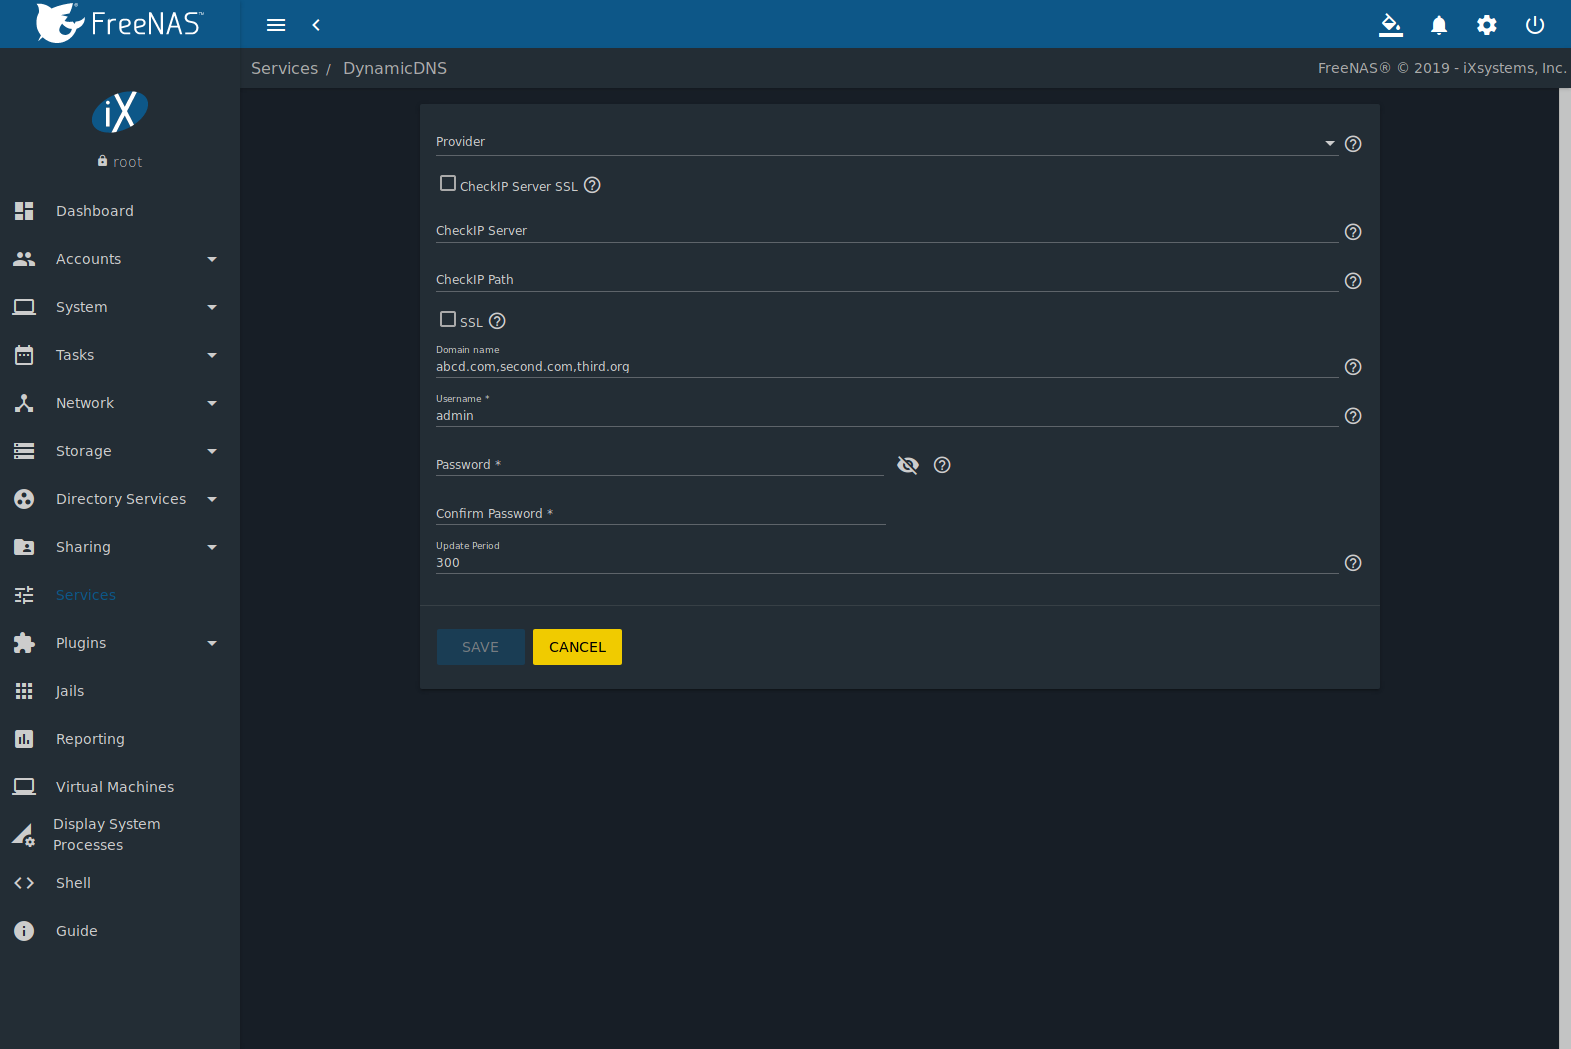 FreeNAS™
Services / DynamicDNS
FreeNAS® © 2019 - iXsystems, Inc.
iX
root
Dashboard
Accounts
System
Tasks
Network
Storage
Directory Services
Sharing
Services
Plugins
Jails
Reporting
Virtual Machines
Display System
Processes
Shell
Guide
Provider
CheckIP Server SSL
CheckIP Server
CheckIP Path
SSL
Domain name
abcd.com,second.com,third.org
Username *
admin
Password *
Confirm Password *
Update Period
300
SAVE CANCEL